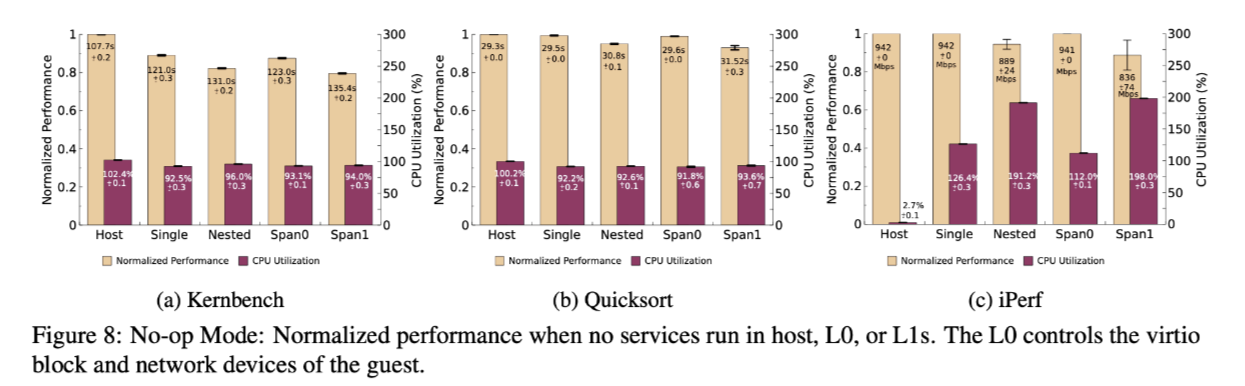 1
0.8
0.6
0.4
0.2
0
Normalized Performance
107.7s
±0.2
121.0s
±0.3
131.0s
±0.2
123.0s
±0.3
135.4s
±0.2
102.4%
±0.1
92.5%
±0.3
96.0%
±0.3
93.1%
±0.1
94.0%
±0.3
300
250
200
150
100
50
0
CPU Utilization (%)
Host Single Nested Span0 Span1
Normalized Performance CPU Utilization
(a) Kernbench
1
0.8
0.6
0.4
0.2
0
Normalized Performance
29.3s
±0.0
29.5s
±0.0
30.8s
±0.1
29.6s
±0.0
31.52s
±0.3
100.2%
±0.1
92.2%
±0.2
92.6%
±0.1
91.8%
±0.6
93.6%
±0.7
300
250
200
150
100
50
0
CPU Utilization (%)
Host Single Nested Span0 Span1
Normalized Performance CPU Utilization
(b) Quicksort
1
0.8
0.6
0.4
0.2
0
Normalized Performance
942
±0
Mbps
942
±0
Mbps
889
±24
Mbps
941
±0
Mbps
836
±74
Mbps
2.7%
±0.1
126.4%
±0.3
191.2%
±0.3
112.0%
±0.1
198.0%
±0.3
300
250
200
150
100
50
0
CPU Utilization (%)
Host Single Nested Span0 Span1
Normalized Performance CPU Utilization
(c) iPerf
Figure 8: No-op Mode: Normalized performance when no services run in host, L0, or L1s. The L0 controls the virtio
block and network devices of the guest.